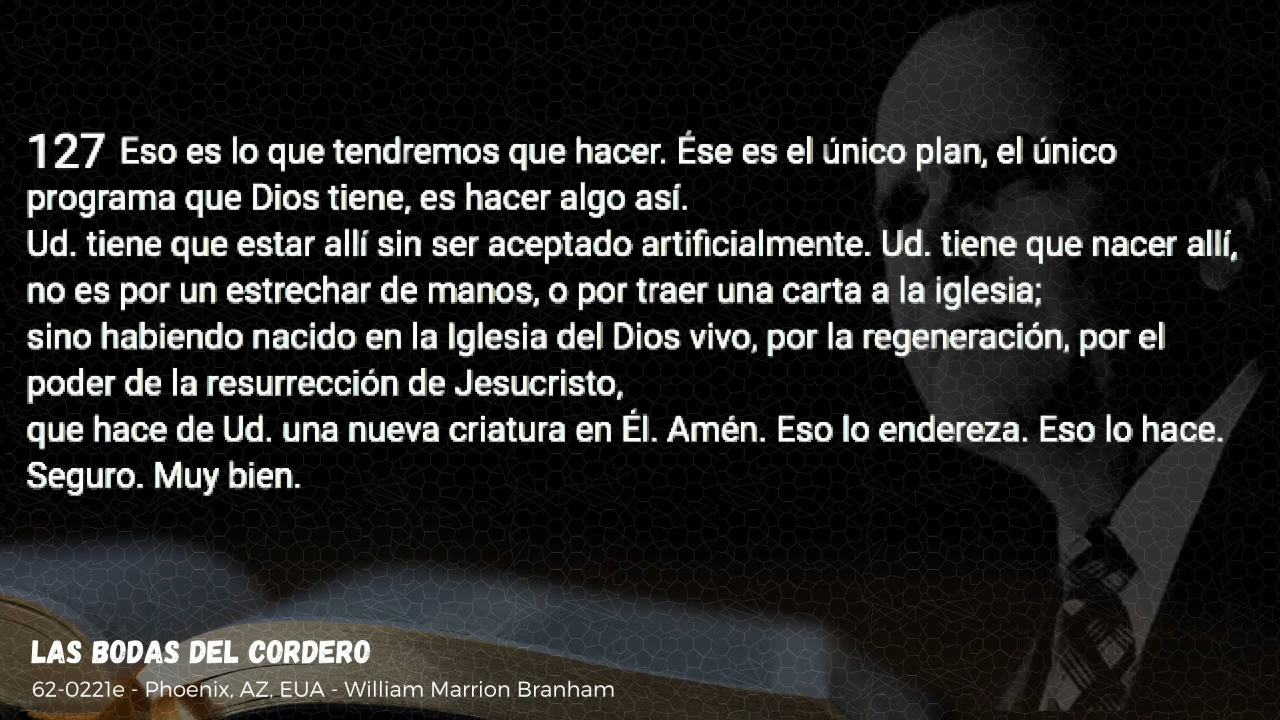 127 Eso es lo que tendremos que hacer. Ése es el único plan, el único
programa que Dios tiene, es hacer algo así.
Ud. tiene que estar allí sin ser aceptado artificialmente. Ud. tiene que nacer allí,
no es por un estrechar de manos, o por traer una carta a la iglesia;
sino habiendo nacido en la Iglesia del Dios vivo, por la regeneración, por el
poder de la resurrección de Jesucristo,
que hace de Ud. una nueva criatura en Él. Amén. Eso lo endereza. Eso lo hace.
Seguro. Muy bien.
LAS BODAS DEL CORDERO
62-0221e - Phoenix, AZ, EUA - William Marrion Branham